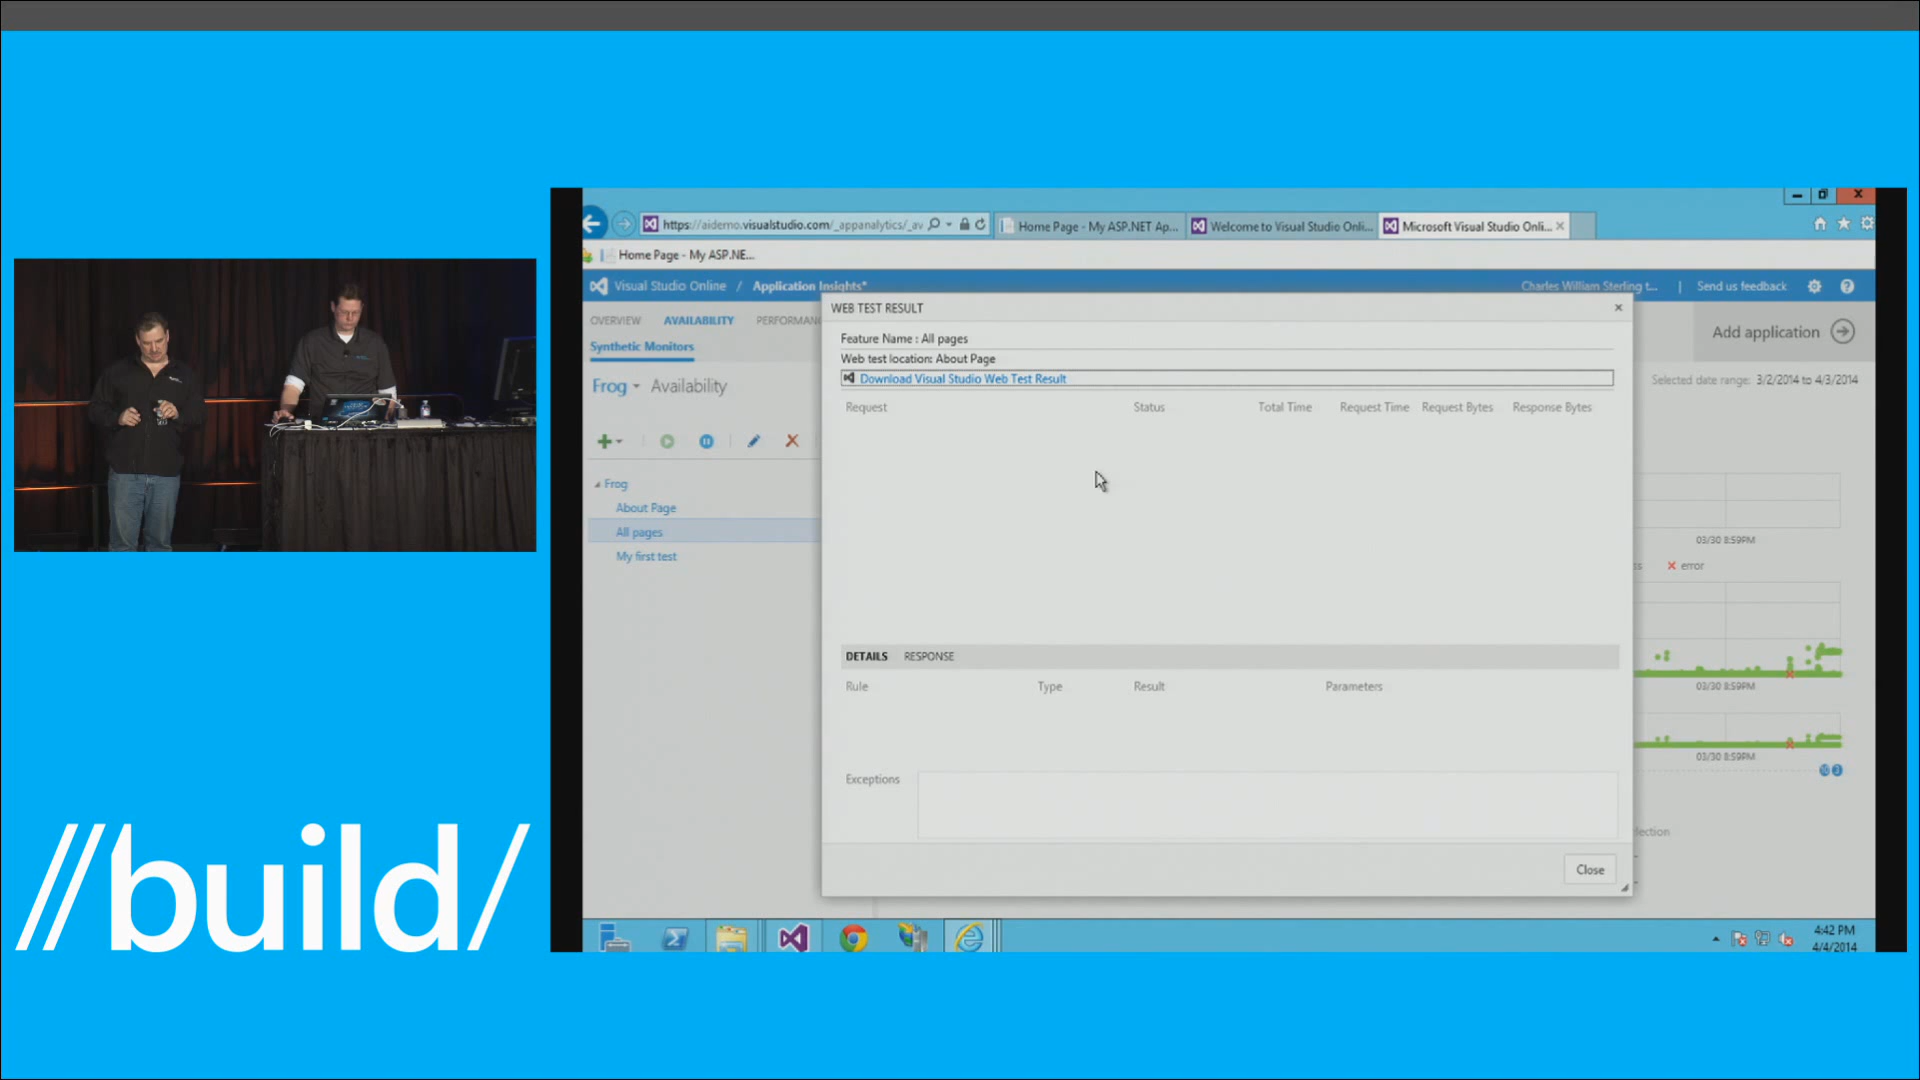 https://aidemo.visualstudio.com/_appanalytics/_av
Home Page - My ASP.NET Ap...
Welcome to Visual Studio Onli...
Microsoft Visual Studio Onli...
Home Page - My ASP.NE...
Visual Studio Online / Application Insights*
Charles William Sterling t... | Send us feedback
OVERVIEW AVAILABILITY PERFORMAN
Synthetic Monitors
Add application
Frog Availability
Selected date range: 3/2/2014 to 4/3/2014
Frog
About Page
All pages
My first test
WEB TEST RESULT
Feature Name : All pages
Web test location: About Page
Download Visual Studio Web Test Result
Request Status Total Time Request Time Request Bytes Response Bytes
DETAILS RESPONSE
Rule Type Result Parameters
Exceptions
Close
03/30 8:59PM
error
03/30 8:59PM
03/30 8:59PM
lection
4:42 PM
4/4/2014
//build/